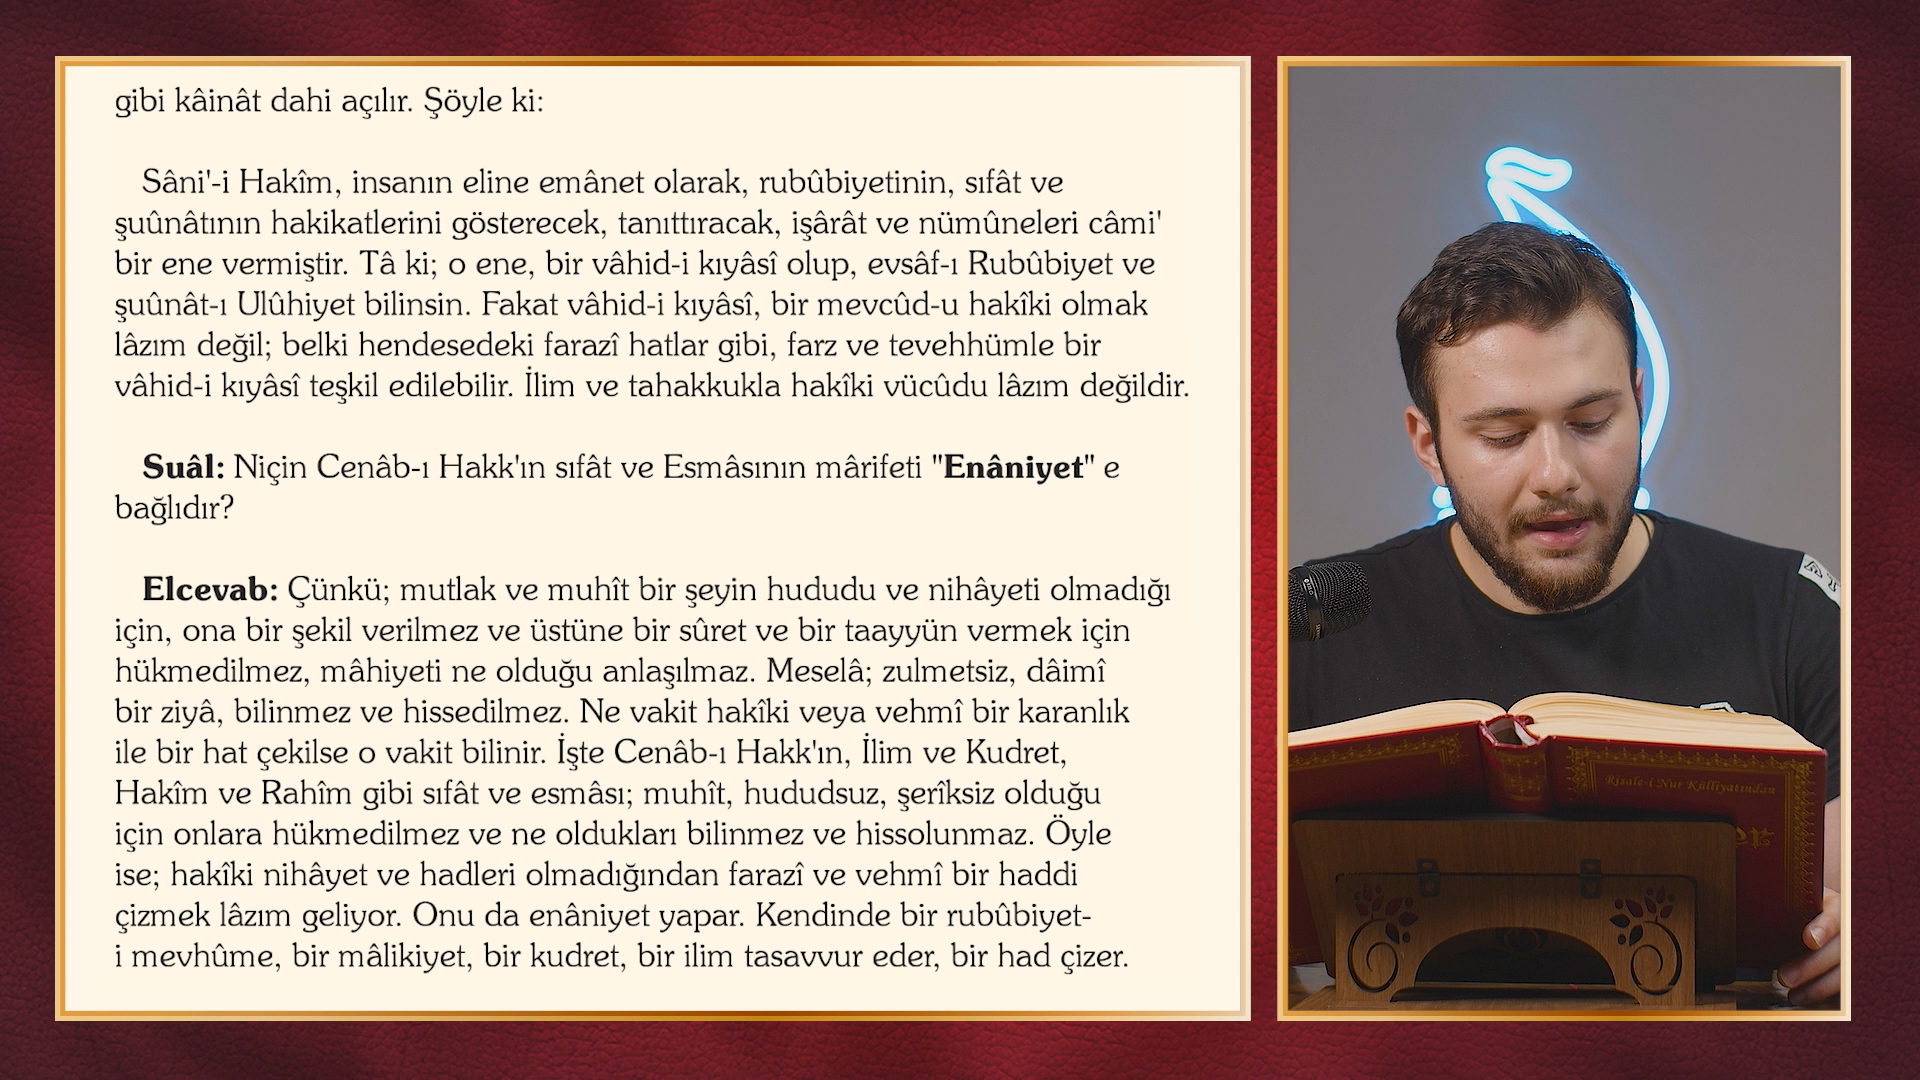 gibi kâinât dahi açılır. Şöyle ki:
Sâni'-i Hakîm, insanın eline emânet olarak, rubûbiyetinin, sıfât ve
şuûnâtının hakikatlerini gösterecek, tanıttıracak, işârât ve nümûneleri câmi'
bir ene vermiştir. Tâ ki; o ene, bir vâhid-i kıyâsî olup, evsâf-ı Rubûbiyet ve
şuûnât-ı Ulûhiyet bilinsin. Fakat vâhid-i kıyâsî, bir mevcûd-u hakîki olmak
lâzım değil; belki hendesedeki farazî hatlar gibi, farz ve tevehhümle bir
vâhid-i kıyâsî teşkil edilebilir. İlim ve tahakkukla hakîki vücûdu lâzım değildir.
Suâl: Niçin Cenâb-ı Hakk'ın sıfât ve Esmâsının mârifeti "Enâniyet" e
bağlıdır?
Elcevab: Çünkü; mutlak ve muhît bir şeyin hududu ve nihâyeti olmadığı
için, ona bir şekil verilmez ve üstüne bir sûret ve bir taayyün vermek için
hükmedilmez, mâhiyeti ne olduğu anlaşılmaz. Meselâ; zulmetsiz, dâimî
bir ziyâ, bilinmez ve hissedilmez. Ne vakit hakîki veya vehmî bir karanlık
ile bir hat çekilse o vakit bilinir. İşte Cenâb-ı Hakk'ın, İlim ve Kudret,
Hakîm ve Rahîm gibi sıfât ve esmâsı; muhît, hududsuz, şerîksiz olduğu
için onlara hükmedilmez ve ne oldukları bilinmez ve hissolunmaz. Öyle
ise; hakîki nihâyet ve hadleri olmadığından farazî ve vehmî bir haddi
çizmek lâzım geliyor. Onu da enâniyet yapar. Kendinde bir rubûbiyet-
i mevhûme, bir mâlikiyet, bir kudret, bir ilim tasavvur eder, bir had çizer.
Risale-i Nur Külliyatından